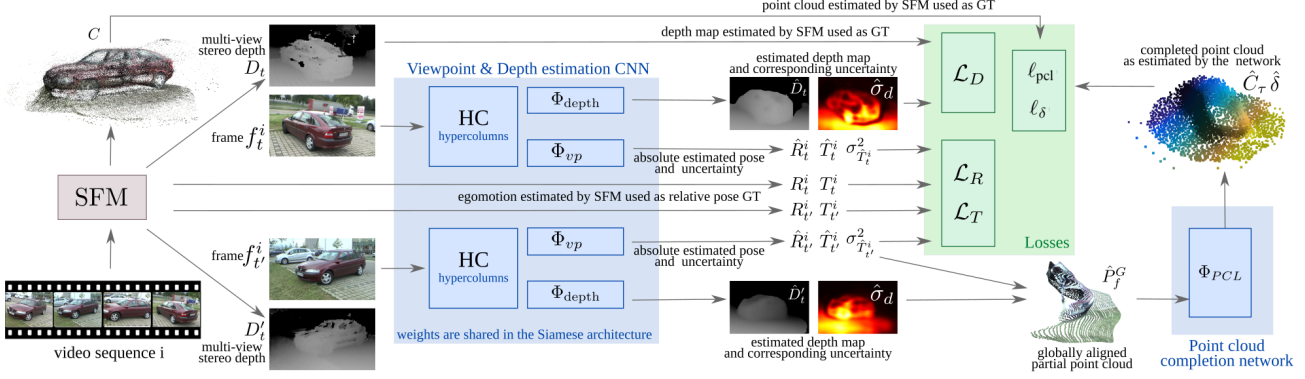 point cloud estimated by SFM used as GT
C
multi-view
stereo depth
D_t
depth map estimated by SFM used as GT
Viewpoint & Depth estimation CNN
estimated depth map
and corresponding uncertainty
completed point cloud
as estimated by the network
HC
hypercolumns
Φ_depth
D̂_t
σ̂_d
ℒ_D
ℓ_pcl
ℓ_δ
Ĉ_τ δ̂
frame f_t^i
Φ_vp
absolute estimated pose
and uncertainty
R̂_t^i T̂_t^i σ²_{T̂_t^i}
SFM
R_t^i T_t^i
ℒ_R
egomotion estimated by SFM used as relative pose GT
R_{t'}^i T_{t'}^i
ℒ_T
frame f_{t'}^i
HC
hypercolumns
Φ_vp
absolute estimated pose
and uncertainty
R̂_{t'}^i T̂_{t'}^i σ²_{T̂_{t'}^i}
Losses
Φ_depth
D̂'_t
σ̂_d
P̂_f^G
Φ_PCL
D'_t
multi-view
stereo depth
weights are shared in the Siamese architecture
estimated depth map
and corresponding uncertainty
video sequence i
globally aligned
partial point cloud
Point cloud
completion network